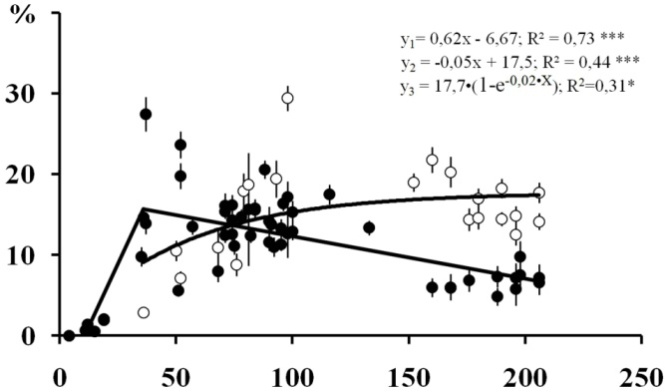 %
y₁= 0,62x - 6,67; R² = 0,73 ***
y₂ = -0,05x + 17,5; R² = 0,44 ***
y₃ = 17,7•(1-e⁻⁰,⁰²•ˣ); R²=0,31*
30
20
10
0
0 50 100 150 200 250